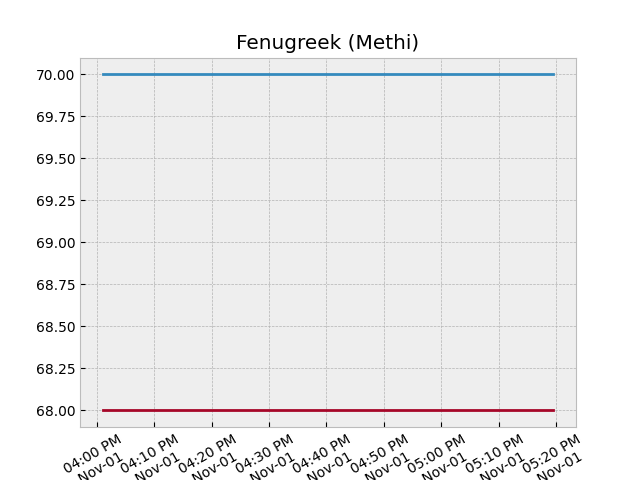 Fenugreek (Methi)
70.00
69.75
69.50
69.25
69.00
68.75
68.50
68.25
68.00
04:00 PM
Nov-01
04:10 PM
Nov-01
04:20 PM
Nov-01
04:30 PM
Nov-01
04:40 PM
Nov-01
04:50 PM
Nov-01
05:00 PM
Nov-01
05:10 PM
Nov-01
05:20 PM
Nov-01